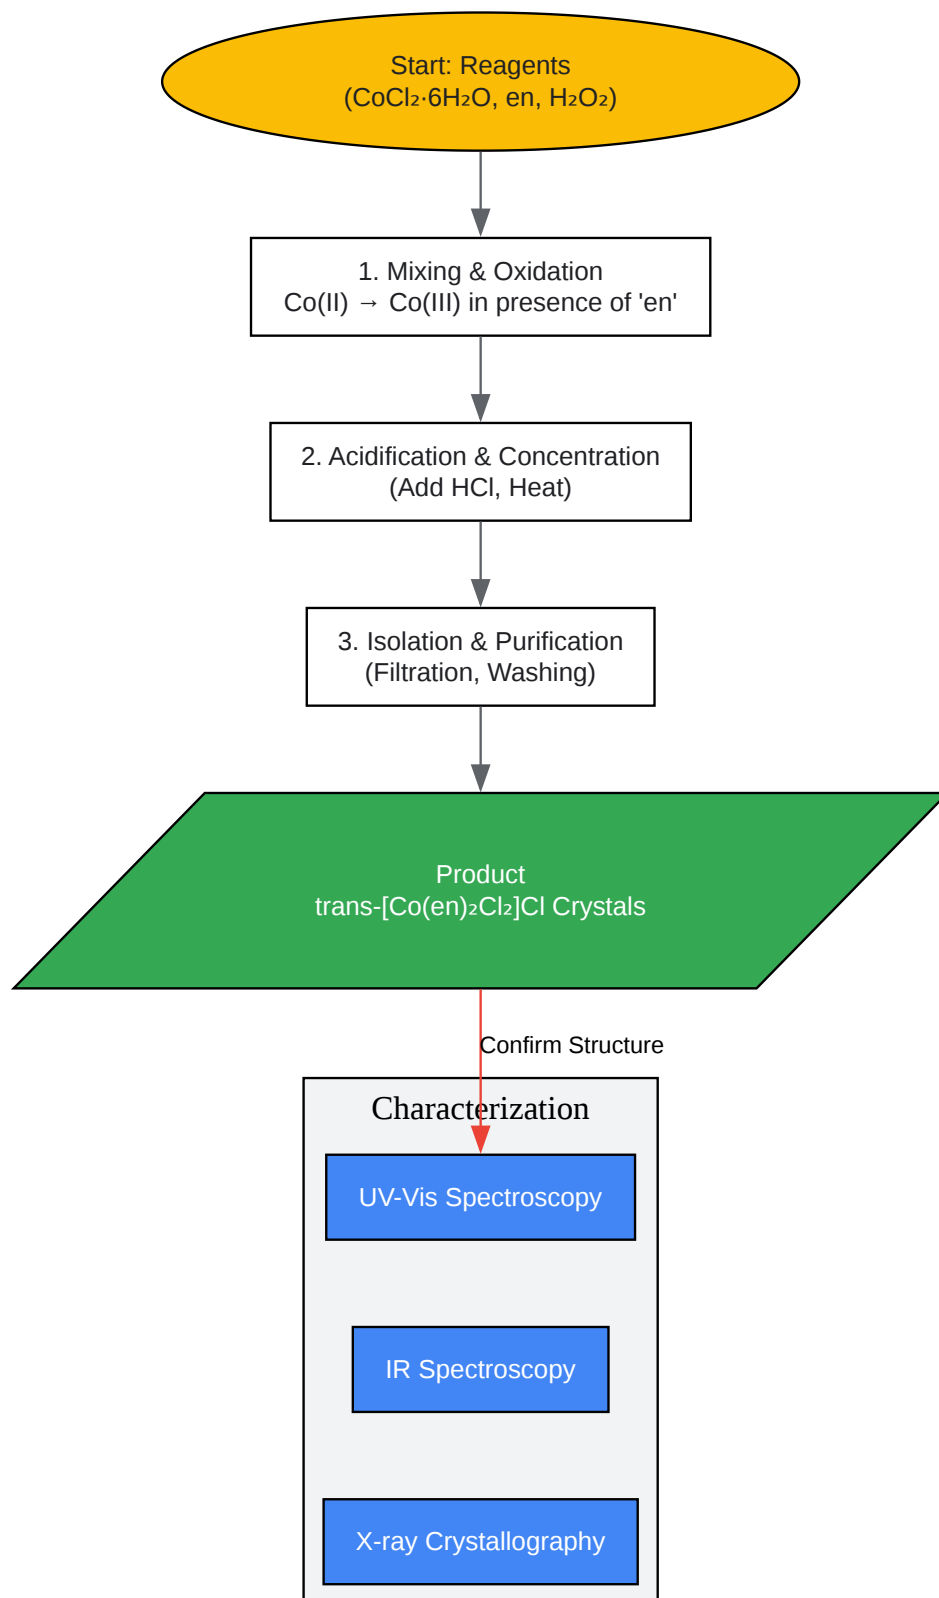 Start: Reagents
(CoCl₂·6H₂O, en, H₂O₂)
1. Mixing & Oxidation
Co(II) → Co(III) in presence of 'en'
2. Acidification & Concentration
(Add HCl, Heat)
3. Isolation & Purification
(Filtration, Washing)
Product
trans-[Co(en)₂Cl₂]Cl Crystals
Confirm Structure
Characterization
UV-Vis Spectroscopy
IR Spectroscopy
X-ray Crystallography